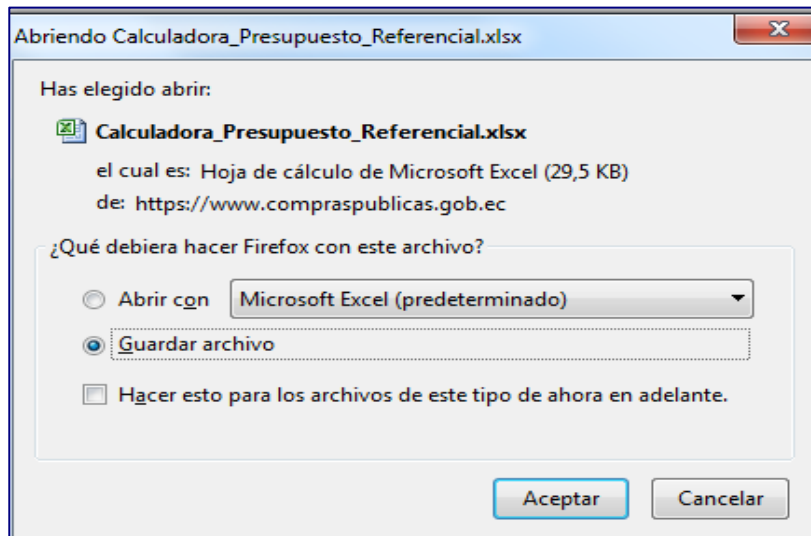 Abriendo Calculadora_Presupuesto_Referencial.xlsx
Has elegido abrir:
Calculadora_Presupuesto_Referencial.xlsx
el cual es: Hoja de cálculo de Microsoft Excel (29,5 KB)
de: https://www.compraspublicas.gob.ec
¿Qué debiera hacer Firefox con este archivo?
Abrir con Microsoft Excel (predeterminado)
Guardar archivo
Hacer esto para los archivos de este tipo de ahora en adelante.
Aceptar Cancelar